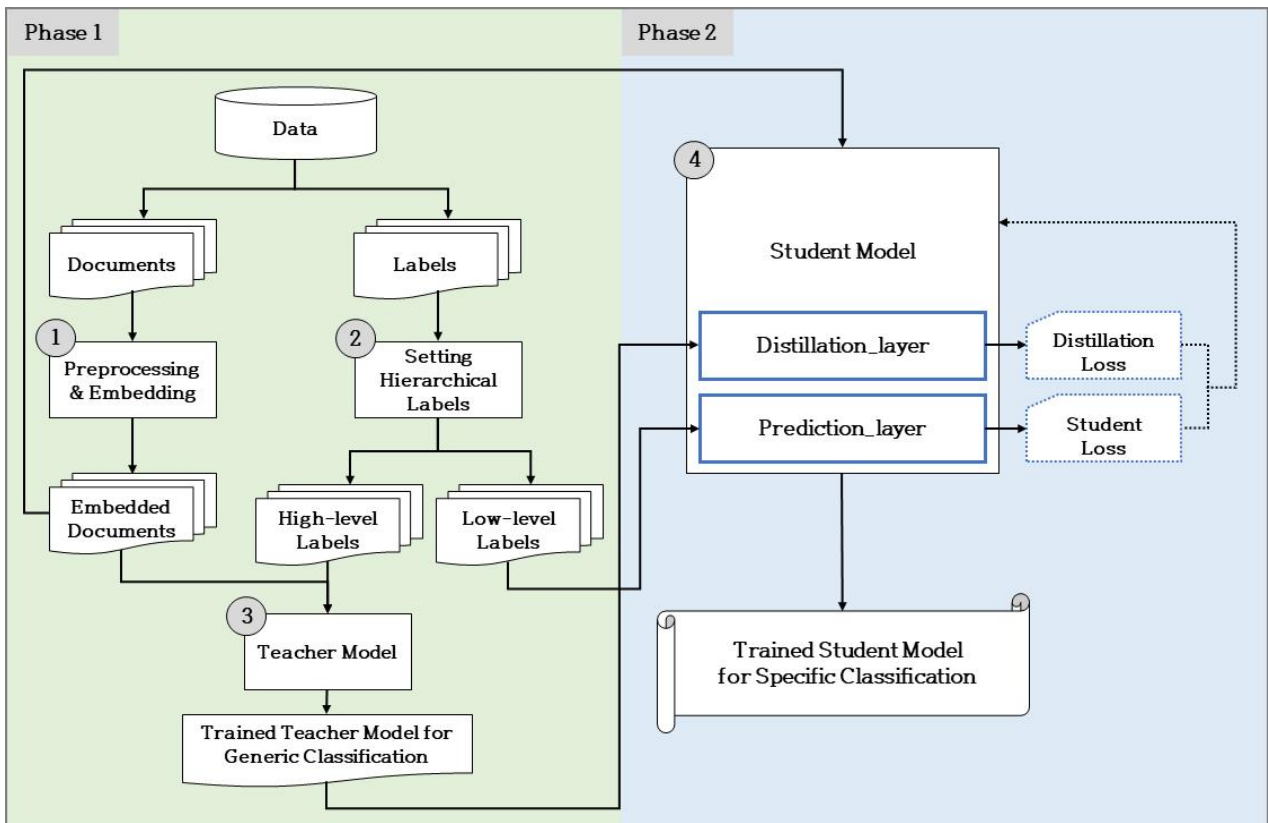 Phase 1
Phase 2
Data
4
Documents
Labels
Student Model
1
2
Preprocessing
& Embedding
Setting
Hierarchical
Labels
Distillation_layer
Distillation
Loss
Prediction_layer
Student
Loss
Embedded
Documents
High-level
Labels
Low-level
Labels
3
Teacher Model
Trained Teacher Model for
Generic Classification
Trained Student Model
for Specific Classification